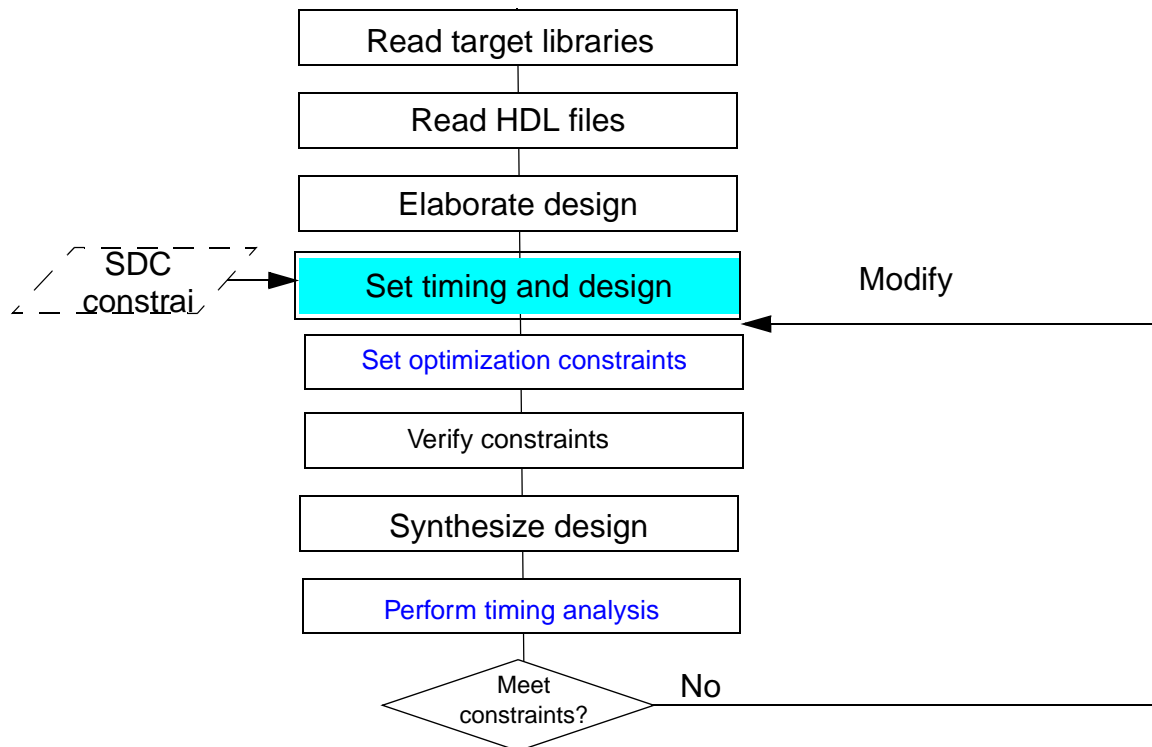 Read target libraries
Read HDL files
Elaborate design
SDC
constrai
Set timing and design
Modify
Set optimization constraints
Verify constraints
Synthesize design
Perform timing analysis
Meet
constraints?
No